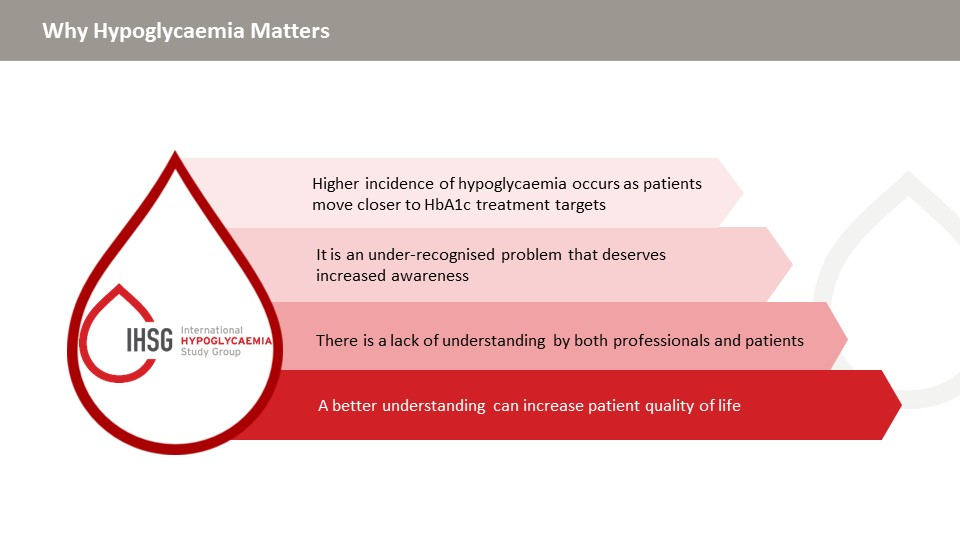 Why Hypoglycaemia Matters
Higher incidence of hypoglycaemia occurs as patients
move closer to HbA1c treatment targets
It is an under-recognised problem that deserves
increased awareness
IHSG
International
HYPOGLYCAEMIA
Study Group
There is a lack of understanding by both professionals and patients
A better understanding can increase patient quality of life